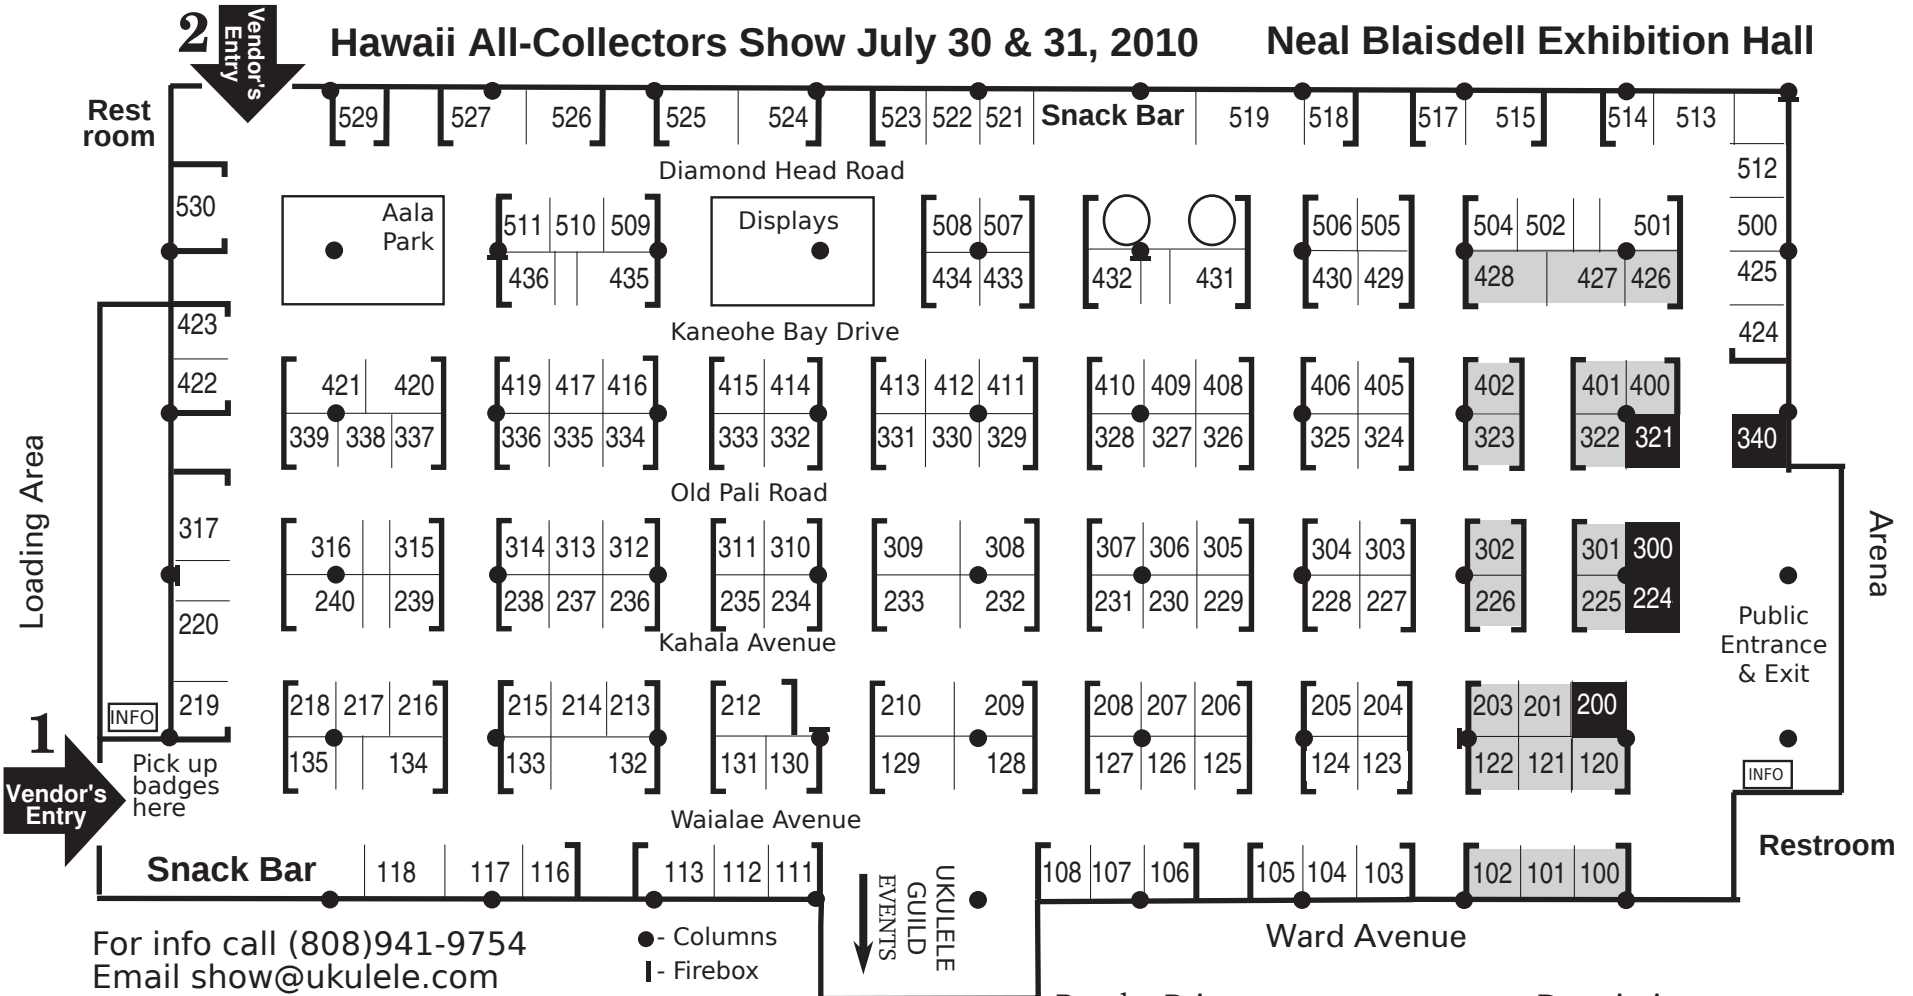 2
Vendor's
Entry
Hawaii All-Collectors Show July 30 & 31, 2010
Neal Blaisdell Exhibition Hall
Rest
room
529 527 526 525 524 523 522 521 Snack Bar 519 518 517 515 514 513
Diamond Head Road
512
530
Aala
Park
511 510 509
Displays
508 507
506 505
504 502 501
500
436 435
434 433
432 431
430 429
428 427 426
425
423
Kaneohe Bay Drive
424
422
421 420 419 417 416 415 414 413 412 411 410 409 408 406 405 402 401 400
339 338 337 336 335 334 333 332 331 330 329 328 327 326 325 324 323 322 321 340
Loading Area
Old Pali Road
Arena
317
316 315 314 313 312 311 310 309 308 307 306 305 304 303 302 301 300
240 239 238 237 236 235 234 233 232 231 230 229 228 227 226 225 224
220
Kahala Avenue
Public
Entrance
& Exit
219
218 217 216 215 214 213 212 210 209 208 207 206 205 204 203 201 200
INFO
1
Vendor's
Entry
Pick up
badges
here
135 134 133 132 131 130 129 128 127 126 125 124 123 122 121 120
INFO
Waialae Avenue
Restroom
Snack Bar
118 117 116 113 112 111
UKULELE
GUILD
EVENTS
108 107 106 105 104 103 102 101 100
For info call (808)941-9754
Email show@ukulele.com
- Columns
- Firebox
Ward Avenue